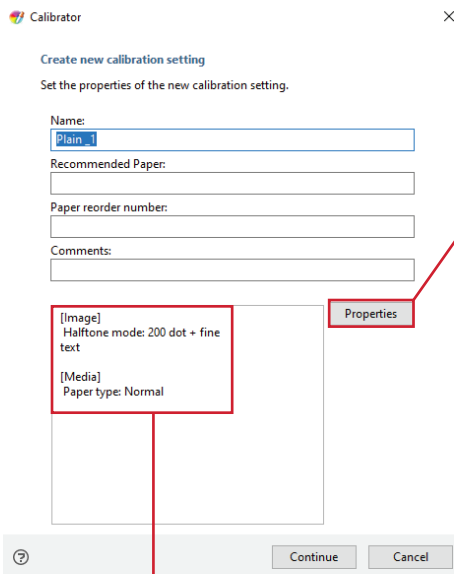 Calibrator
Create new calibration setting
Set the properties of the new calibration setting.
Name:
Plain _1
Recommended Paper:
Paper reorder number:
Comments:
[Image]
Halftone mode: 200 dot + fine
text
[Media]
Paper type: Normal
Properties
Continue
Cancel